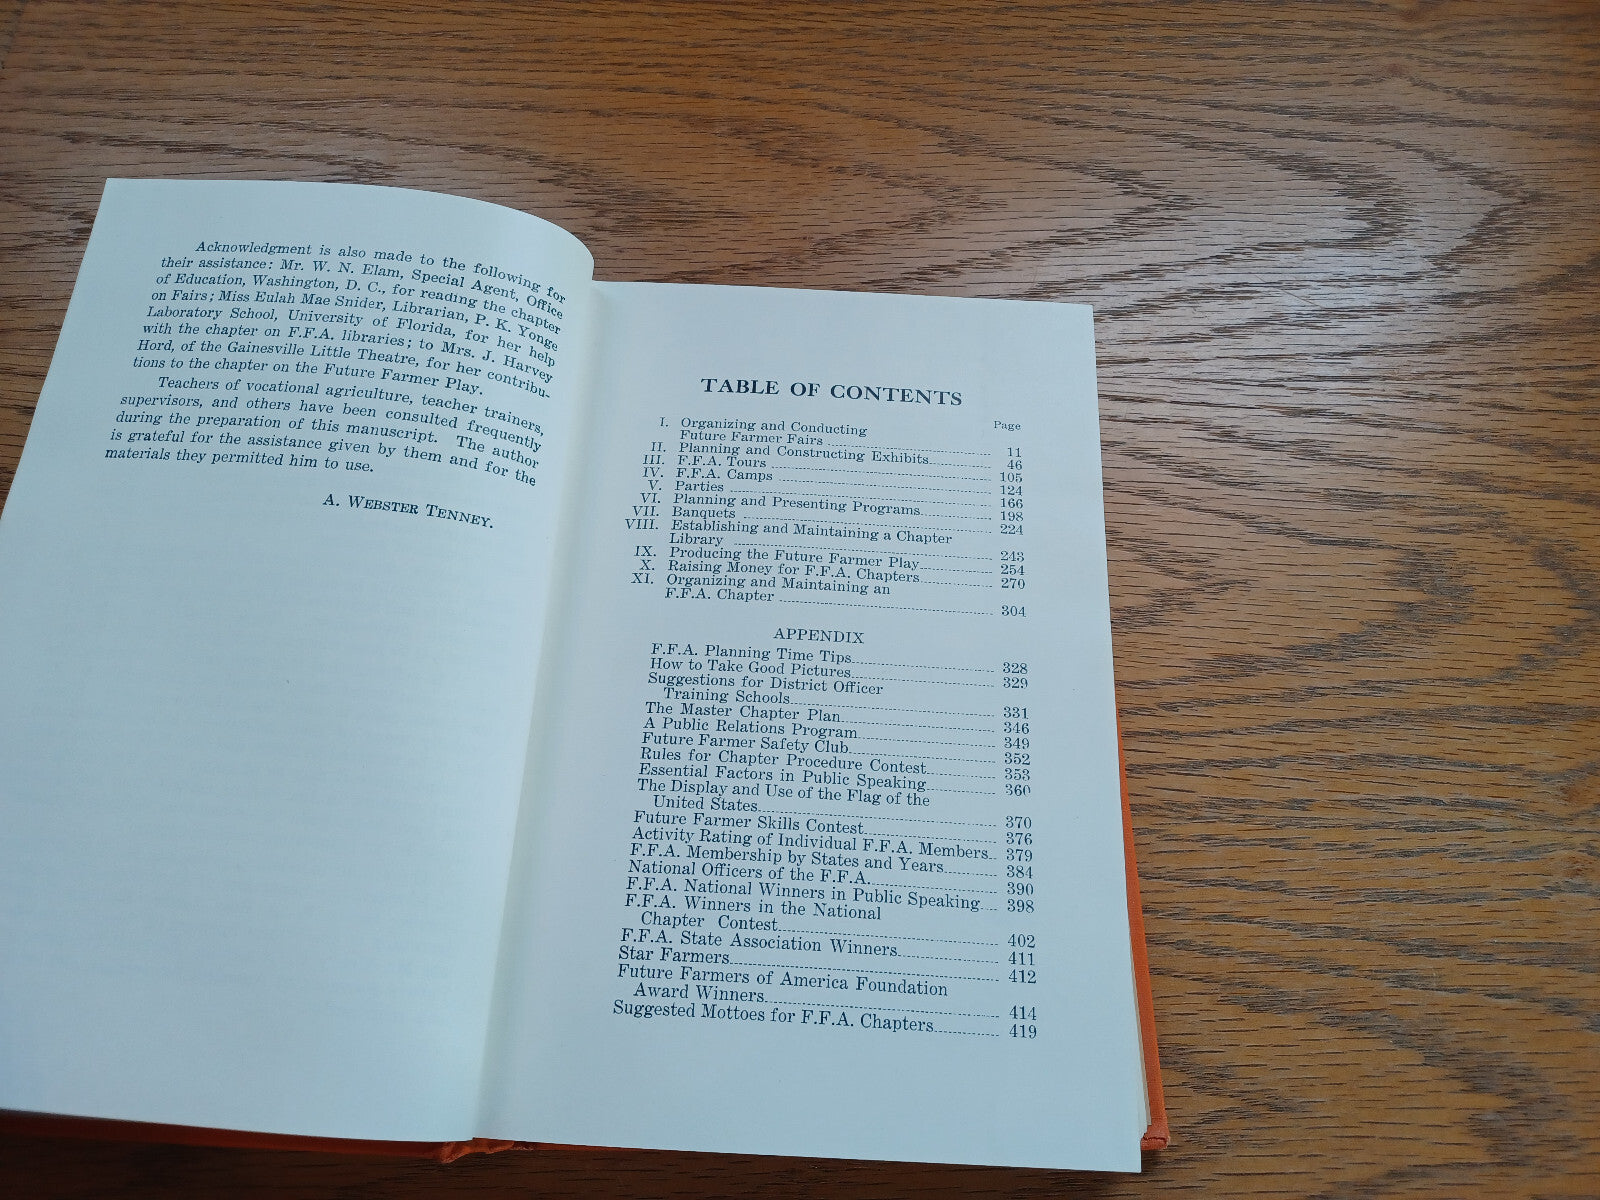 Acknowledgment is also made to the following for
their assistance: Mr. W. N. Elam, Special Agent, Office
of Education, Washington, D. C., for reading the chapter
on Fairs; Miss Eulah Mae Snider, Librarian, P. K. Yonge
Laboratory School, University of Florida, for her help
with the chapter on F.F.A. libraries; to Mrs. J. Harvey
Hord, of the Gainesville Little Theatre, for her contribu-
tions to the chapter on the Future Farmer Play.
Teachers of vocational agriculture, teacher trainers,
supervisors, and others have been consulted frequently
during the preparation of this manuscript. The author
is grateful for the assistance given by them and for the
materials they permitted him to use.
A. WEBSTER TENNEY.
TABLE OF CONTENTS
Page
I. Organizing and Conducting
Future Farmer Fairs 11
II. Planning and Constructing Exhibits 46
III. F.F.A. Tours 105
IV. F.F.A. Camps 124
V. Parties 166
VI. Planning and Presenting Programs 198
VII. Banquets 224
VIII. Establishing and Maintaining a Chapter
Library 243
IX. Producing the Future Farmer Play 254
X. Raising Money for F.F.A. Chapters 270
XI. Organizing and Maintaining an
F.F.A. Chapter 304
APPENDIX
F.F.A. Planning Time Tips 328
How to Take Good Pictures 329
Suggestions for District Officer
Training Schools 331
The Master Chapter Plan 346
A Public Relations Program 349
Future Farmer Safety Club 352
Rules for Chapter Procedure Contest 353
Essential Factors in Public Speaking 360
The Display and Use of the Flag of the
United States 370
Future Farmer Skills Contest 376
Activity Rating of Individual F.F.A. Members 379
F.F.A. Membership by States and Years 384
National Officers of the F.F.A. 390
F.F.A. National Winners in Public Speaking 398
F.F.A. Winners in the National
Chapter Contest 402
F.F.A. State Association Winners 411
Star Farmers 412
Future Farmers of America Foundation
Award Winners 414
Suggested Mottoes for F.F.A. Chapters 419